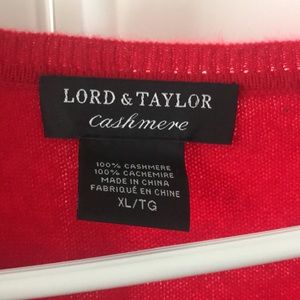 LORD & TAYLOR
cashmere
100% CASHMERE
100% CACHEMIRE
MADE IN CHINA
FABRIQUÉ EN CHINE
XL/TG